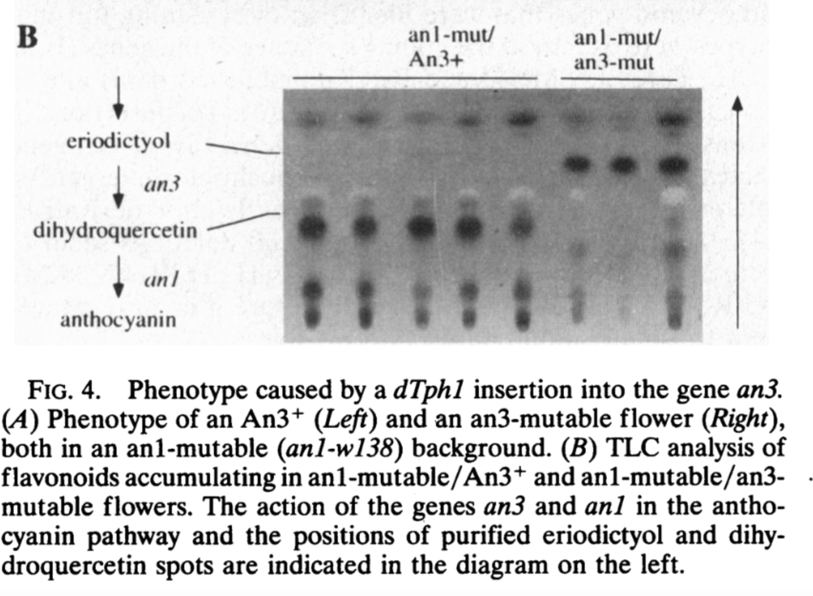 B
an1-mut/
An3+
an1-mut/
an3-mut
eriodictyol
an3
dihydroquercetin
an1
anthocyanin
FIG. 4. Phenotype caused by a dTph1 insertion into the gene an3.
(A) Phenotype of an An3+ (Left) and an an3-mutable flower (Right),
both in an an1-mutable (an1-w138) background. (B) TLC analysis of
flavonoids accumulating in an1-mutable/An3+ and an1-mutable/an3-
mutable flowers. The action of the genes an3 and an1 in the antho-
cyanin pathway and the positions of purified eriodictyol and dihy-
droquercetin spots are indicated in the diagram on the left.